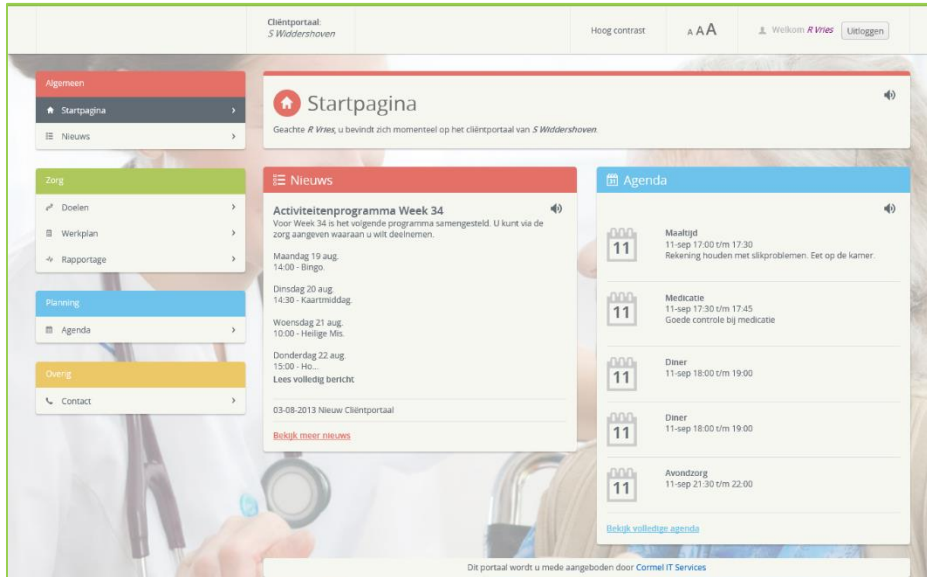 Cliëntportaal:
S Widdershoven
Hoog contrast
A A A
Welkom R Vries
Uitloggen
Algemeen
Startpagina
Nieuws
Zorg
Doelen
Werkplan
Rapportage
Planning
Agenda
Overig
Contact
Startpagina
Geachte R Vries, u bevindt zich momenteel op het cliëntportaal van S Widdershoven.
Nieuws
Activiteitenprogramma Week 34
Voor Week 34 is het volgende programma samengesteld. U kunt via de
zorg aangeven waaraan u wilt deelnemen.
Maandag 19 aug.
14:00 - Bingo.
Dinsdag 20 aug.
14:30 - Kaartmiddag.
Woensdag 21 aug.
10:00 - Heilige Mis.
Donderdag 22 aug.
15:00 - Ho...
Lees volledig bericht
03-08-2013 Nieuw Cliëntportaal
Bekijk meer nieuws
31 Agenda
11
Maaltijd
11-sep 17:00 t/m 17:30
Rekening houden met slikproblemen. Eet op de kamer.
11
Medicatie
11-sep 17:30 t/m 17:45
Goede controle bij medicatie
11
Diner
11-sep 18:00 t/m 19:00
11
Diner
11-sep 18:00 t/m 19:00
11
Avondzorg
11-sep 21:30 t/m 22:00
Bekijk volledige agenda
Dit portaal wordt u mede aangeboden door Cormel IT Services